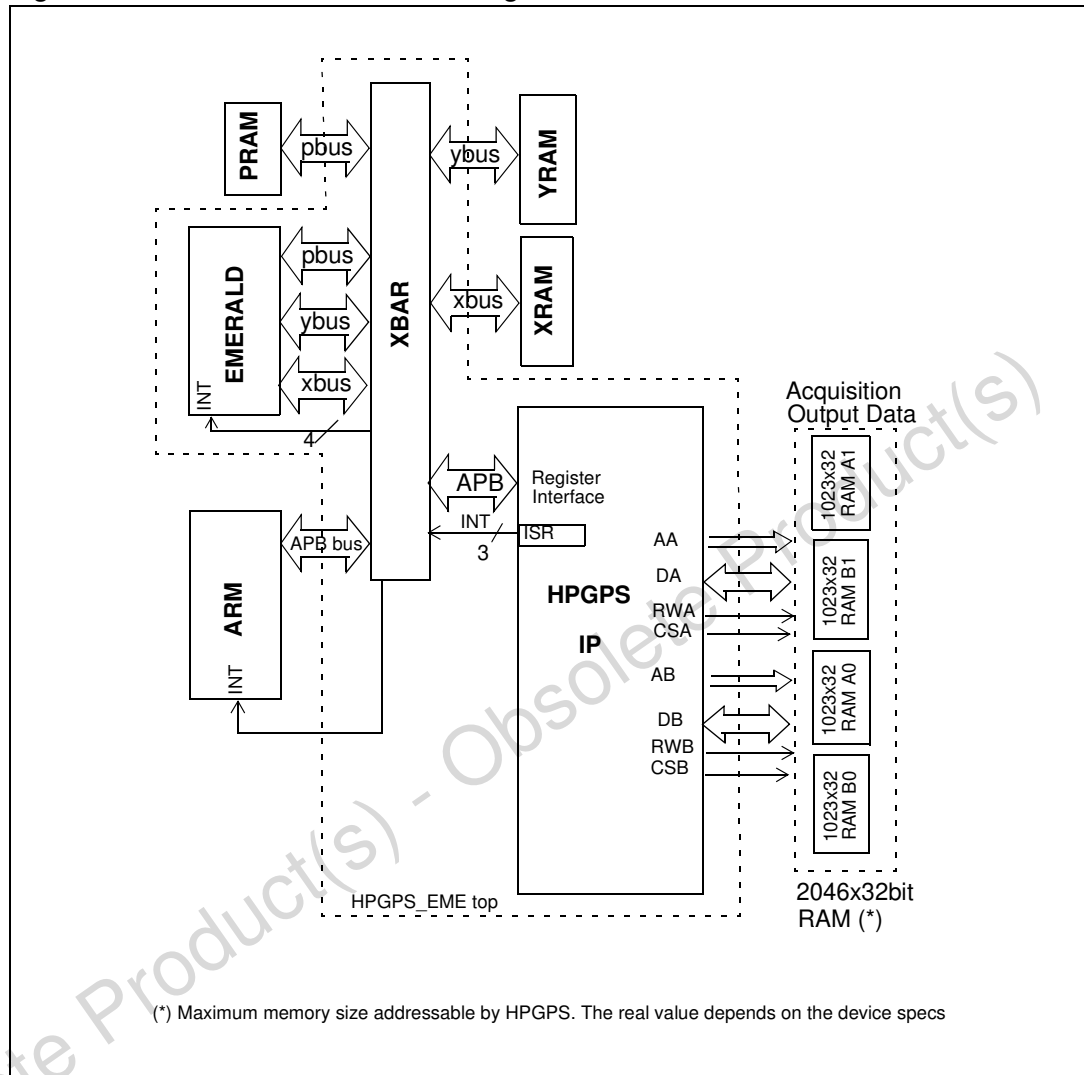 PRAM
pbus
XBAR
ybus
YRAM
EMERALD
INT
pbus
ybus
xbus
4
xbus
XRAM
ARM
INT
APB bus
APB
INT
3
Register
Interface
ISR
HPGPS
IP
AA
DA
RWA
CSA
AB
DB
RWB
CSB
Acquisition
Output Data
1023x32
RAM A1
1023x32
RAM B1
1023x32
RAM A0
1023x32
RAM B0
2046x32bit
RAM (*)
HPGPS_EME top
(*) Maximum memory size addressable by HPGPS. The real value depends on the device specs
te Product(s) - Obsolete Product(s)